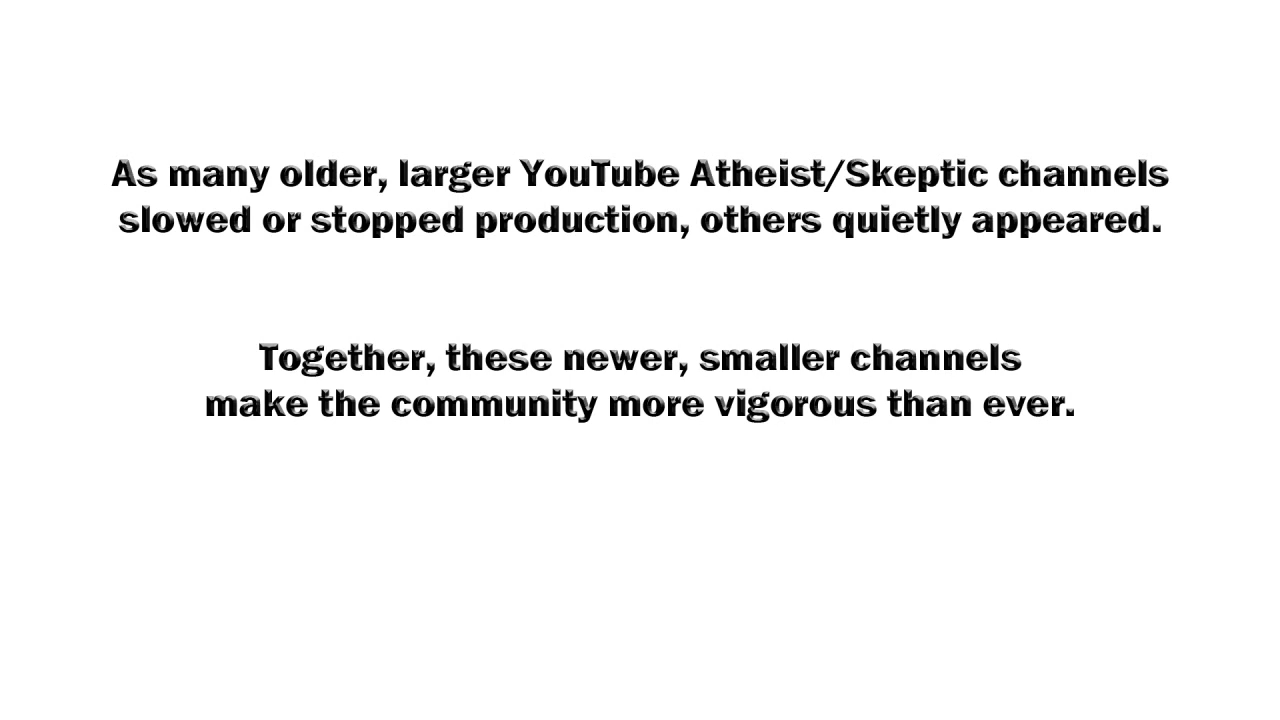 As many older, larger YouTube Atheist/Skeptic channels
slowed or stopped production, others quietly appeared.
Together, these newer, smaller channels
make the community more vigorous than ever.